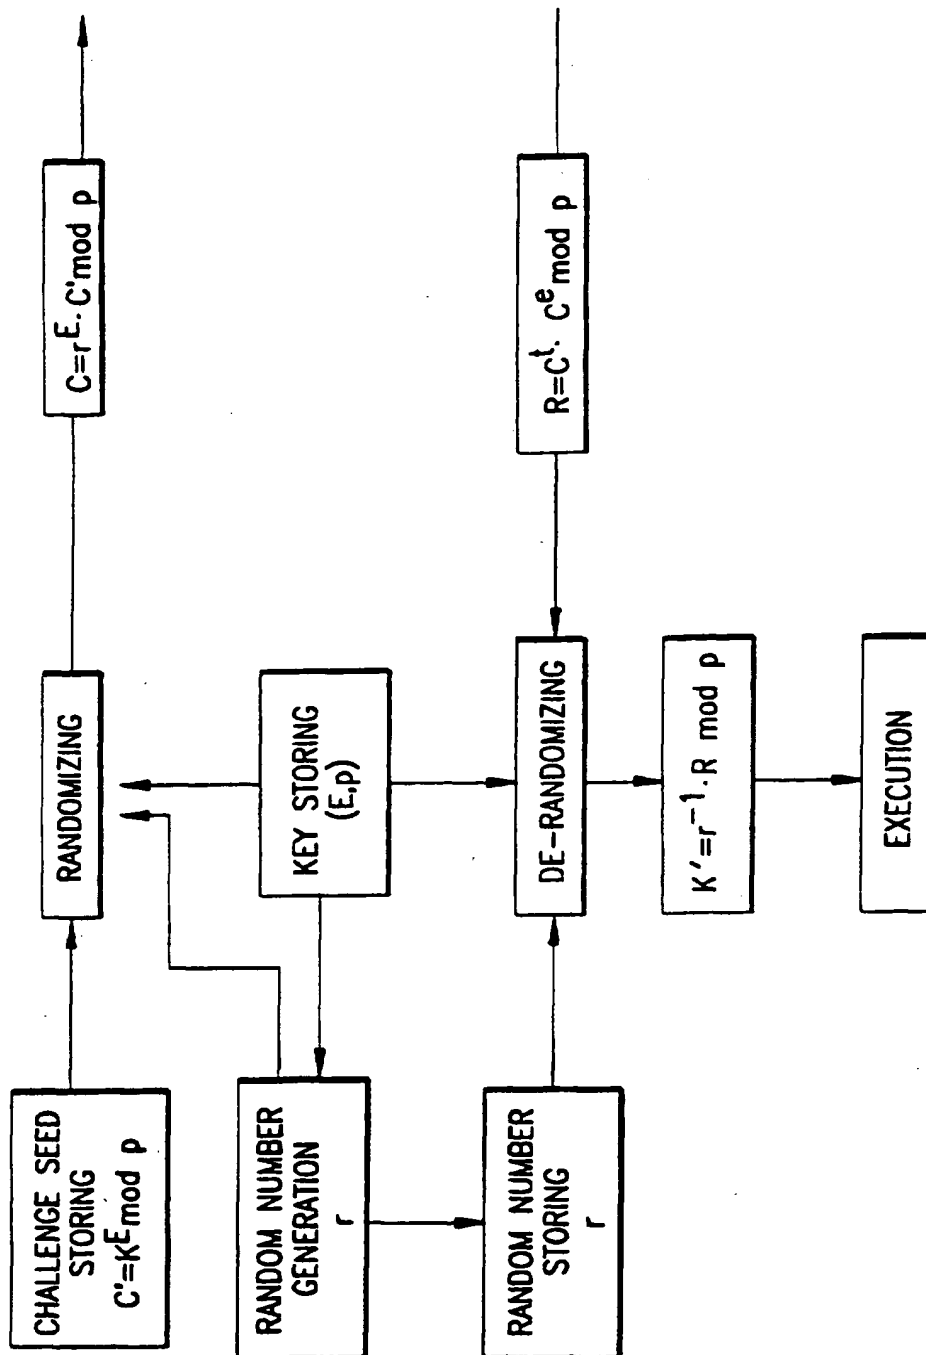 CHALLENGE SEED
STORING
C'=K^E mod p
RANDOMIZING
C=r^E· C' mod p
RANDOM NUMBER
GENERATION
r
KEY STORING
(E,p)
RANDOM NUMBER
STORING
r
DE-RANDOMIZING
R=C^t· C^e mod p
K'=r^-1·R mod p
EXECUTION